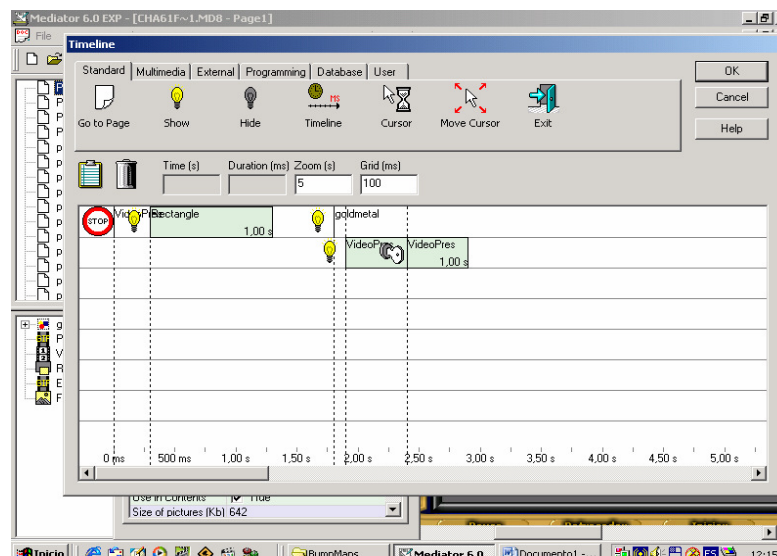 Mediator 6.0 EXP - [CHA61F~1.MD8 - Page1]
File
Timeline
Standard Multimedia External Programming Database User
OK
Cancel
Help
Go to Page Show Hide MS Timeline Cursor Move Cursor Exit
Time (s) Duration (ms) Zoom (s) Grid (ms)
5 100
STOP VideoPres Rectangle goldmetal
1,00 s
VideoPres VideoPres
1,00 s
0 ms 500 ms 1,00 s 1,50 s 2,00 s 2,50 s 3,00 s 3,50 s 4,00 s 4,50 s 5,00 s
Use in Contents True
Size of pictures (Kb) 642
Inicio BumpMaps Mediator 6.0 Documento1 - ES